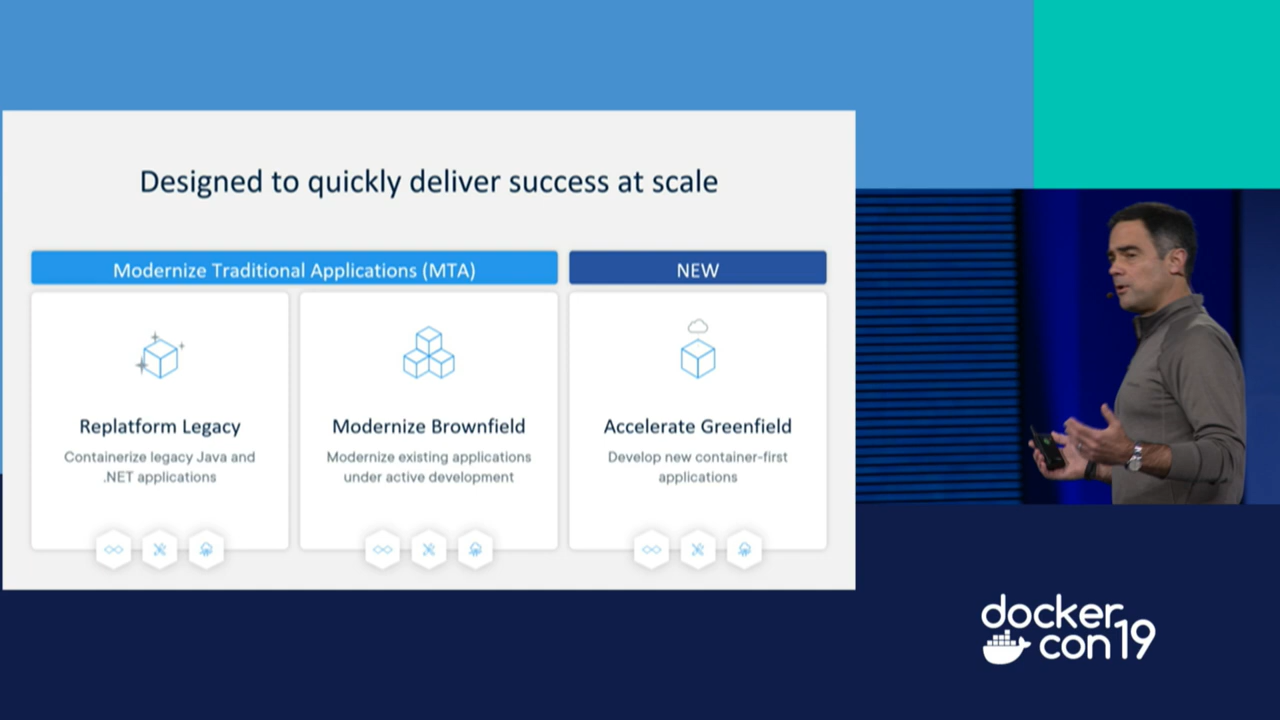 Designed to quickly deliver success at scale
Modernize Traditional Applications (MTA)
NEW
Replatform Legacy
Containerize legacy Java and
.NET applications
Modernize Brownfield
Modernize existing applications
under active development
Accelerate Greenfield
Develop new container-first
applications
docker
con19